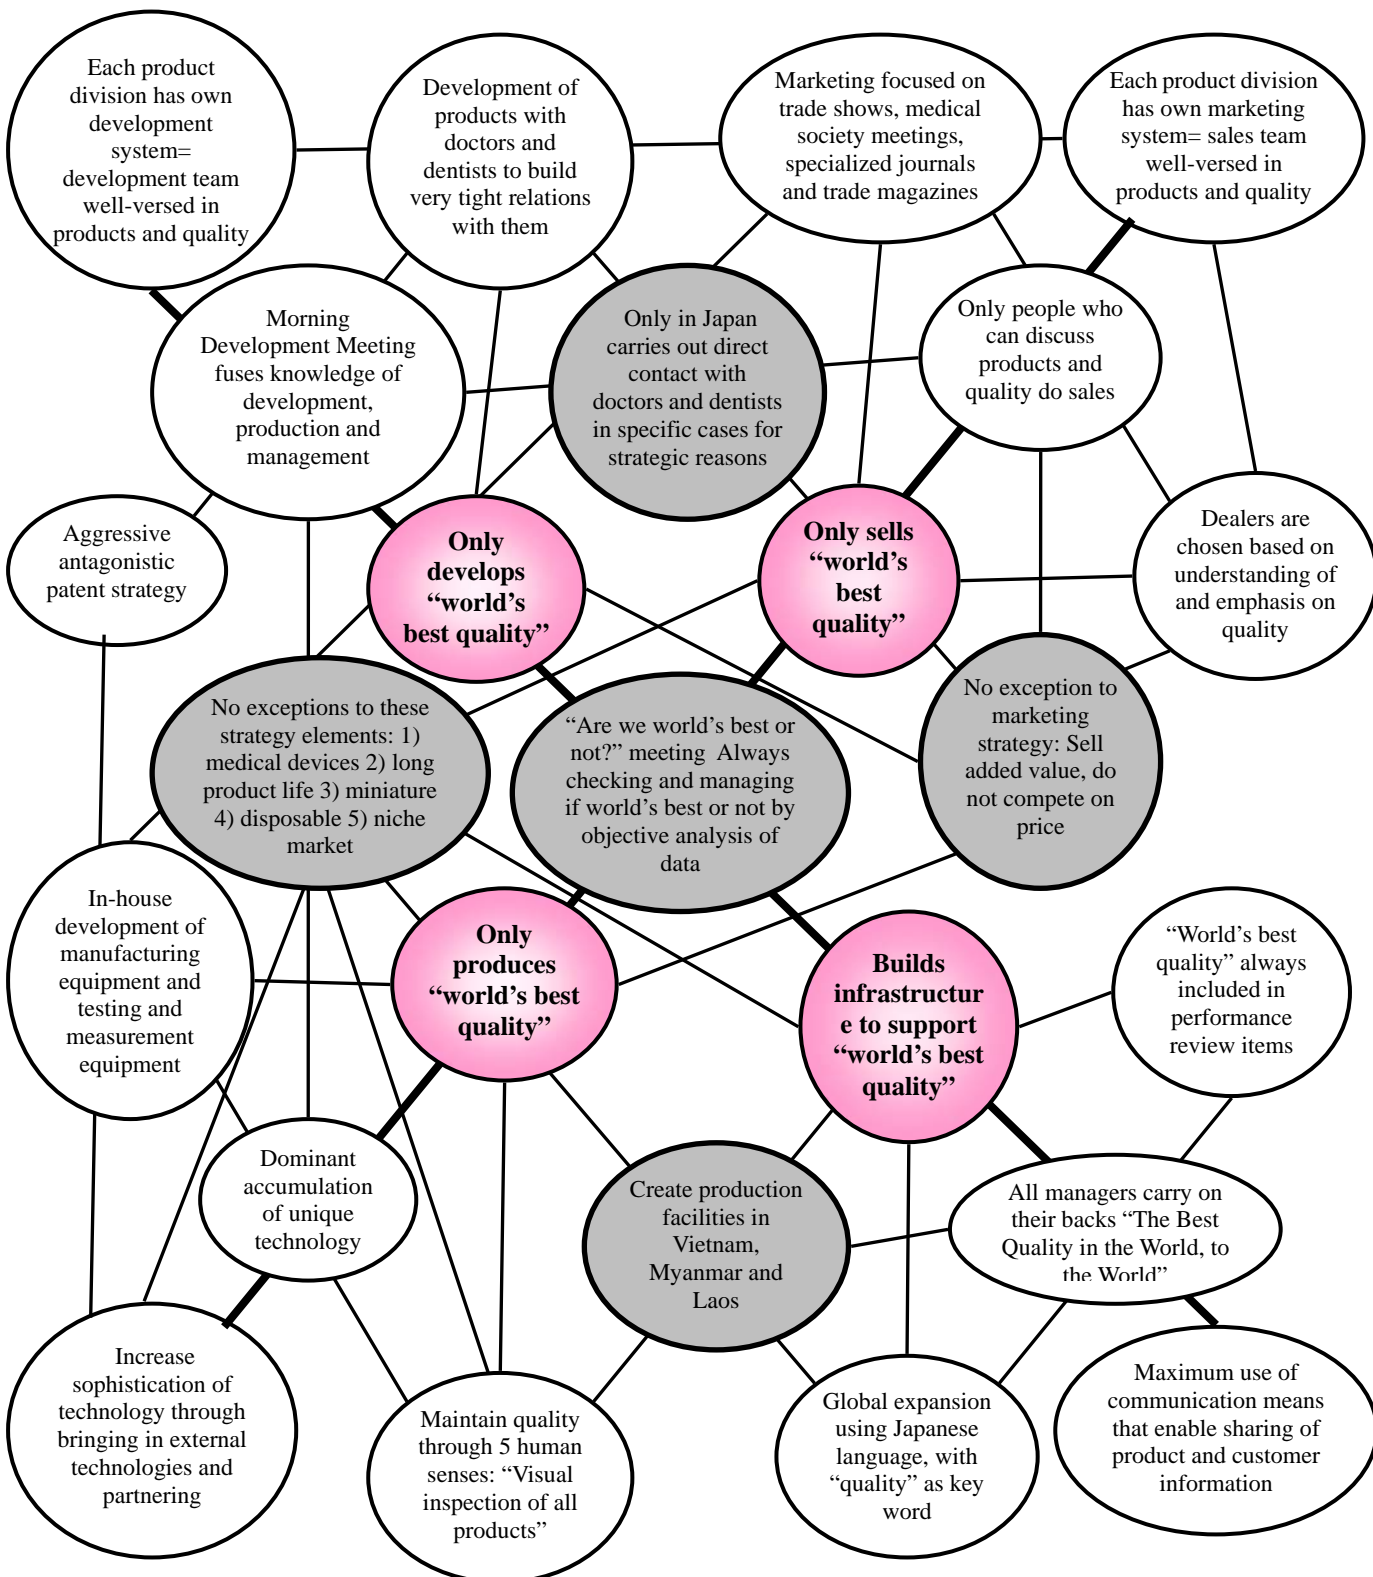 Each product
division has own
development
system=
development team
well-versed in
products and quality
Development of
products with
doctors and
dentists to build
very tight relations
with them
Marketing focused on
trade shows, medical
society meetings,
specialized journals
and trade magazines
Each product division
has own marketing
system= sales team
well-versed in
products and quality
Morning
Development Meeting
fuses knowledge of
development,
production and
management
Only in Japan
carries out direct
contact with
doctors and dentists
in specific cases for
strategic reasons
Only people who
can discuss
products and
quality do sales
Aggressive
antagonistic
patent strategy
Only
develops
“world’s
best quality”
Only sells
“world’s
best
quality”
Dealers are
chosen based on
understanding of
and emphasis on
quality
No exceptions to these
strategy elements: 1)
medical devices 2) long
product life 3) miniature
4) disposable 5) niche
market
“Are we world’s best or
not?” meeting  Always
checking and managing
if world’s best or not by
objective analysis of
data
No exception to
marketing
strategy: Sell
added value, do
not compete on
price
In-house
development of
manufacturing
equipment and
testing and
measurement
equipment
Only
produces
“world’s best
quality”
Builds
infrastructur
e to support
“world’s best
quality”
“World’s best
quality” always
included in
performance
review items
Dominant
accumulation
of unique
technology
Create production
facilities in
Vietnam,
Myanmar and
Laos
All managers carry on
their backs “The Best
Quality in the World, to
the World”
Increase
sophistication of
technology through
bringing in external
technologies and
partnering
Maintain quality
through 5 human
senses: “Visual
inspection of all
products”
Global expansion
using Japanese
language, with
“quality” as key
word
Maximum use of
communication means
that enable sharing of
product and customer
information